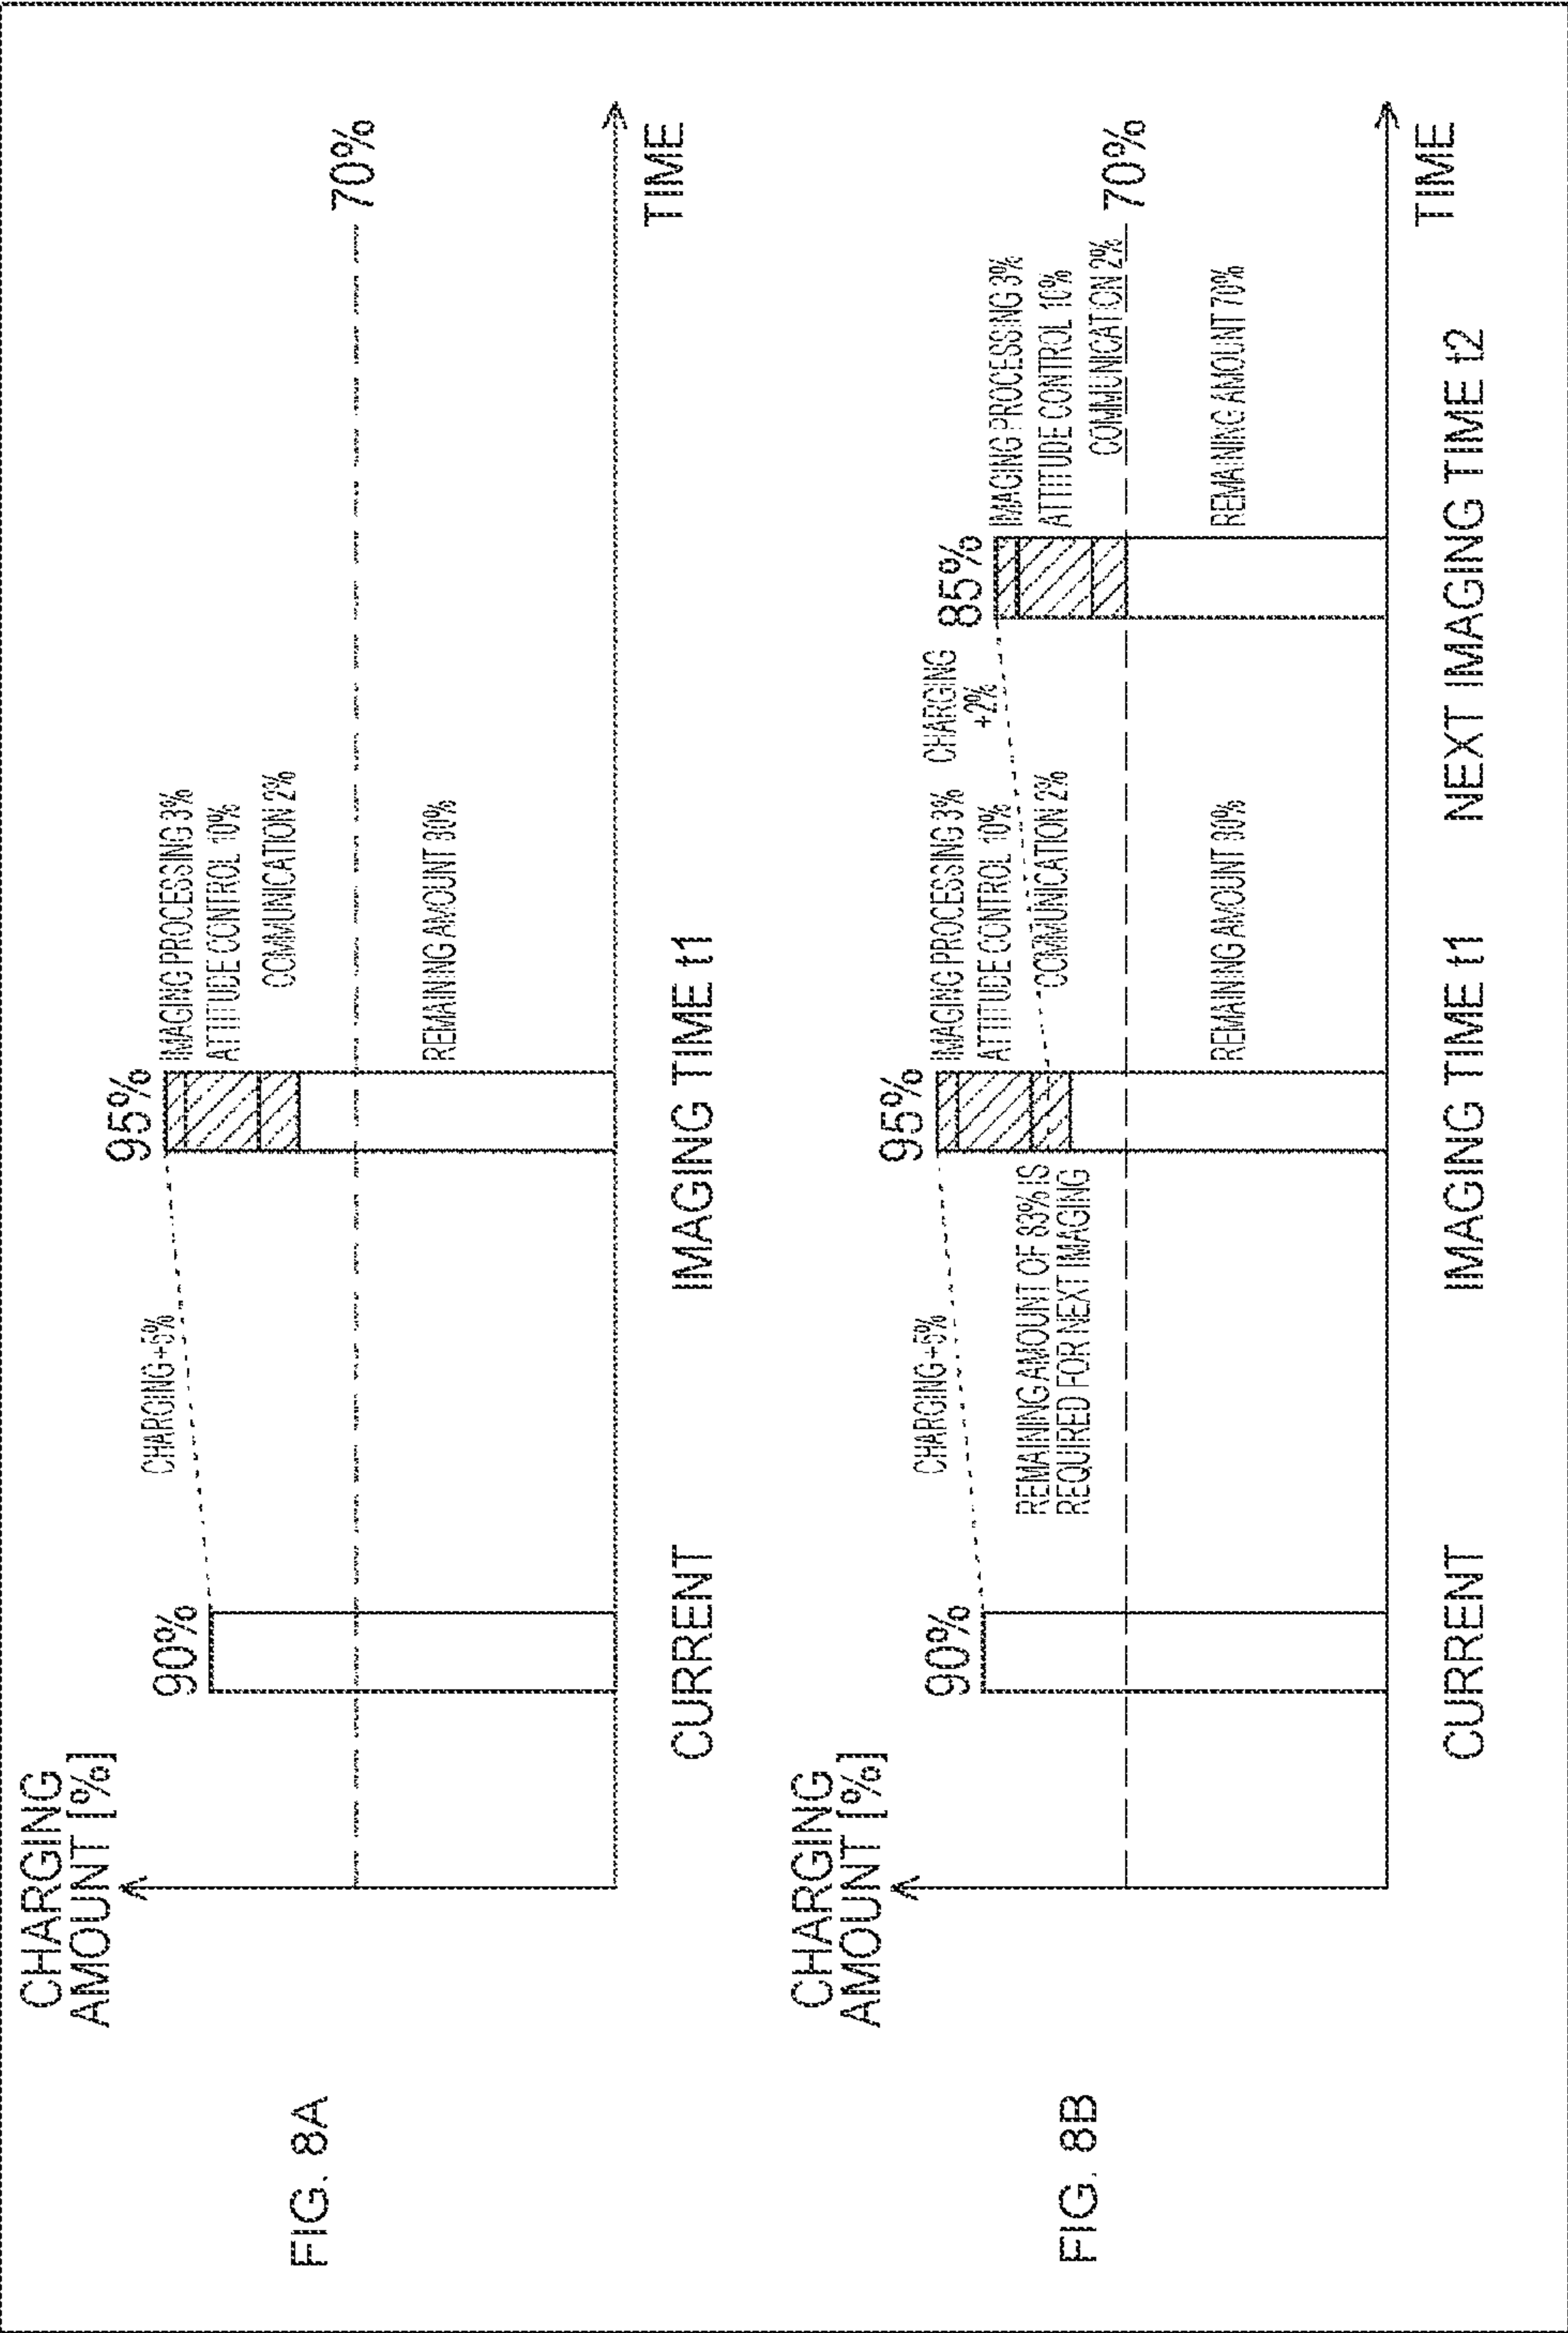 FIG. 8A
CHARGING
AMOUNT [%]
90%
CHARGING+5%
95%
IMAGING PROCESSING 3%
ATTITUDE CONTROL 10%
COMMUNICATION 2%
70%
REMAINING AMOUNT 80%
TIME
CURRENT
IMAGING TIME t1
FIG. 8B
CHARGING
AMOUNT [%]
90%
CHARGING+5%
95%
IMAGING PROCESSING 3%
ATTITUDE CONTROL 10%
COMMUNICATION 2%
CHARGING
+2%
85%
IMAGING PROCESSING 3%
ATTITUDE CONTROL 10%
COMMUNICATION 2%
REMAINING AMOUNT OF 83% IS
REQUIRED FOR NEXT IMAGING
70%
REMAINING AMOUNT 80%
REMAINING AMOUNT 70%
TIME
CURRENT
IMAGING TIME t1
NEXT IMAGING TIME t2